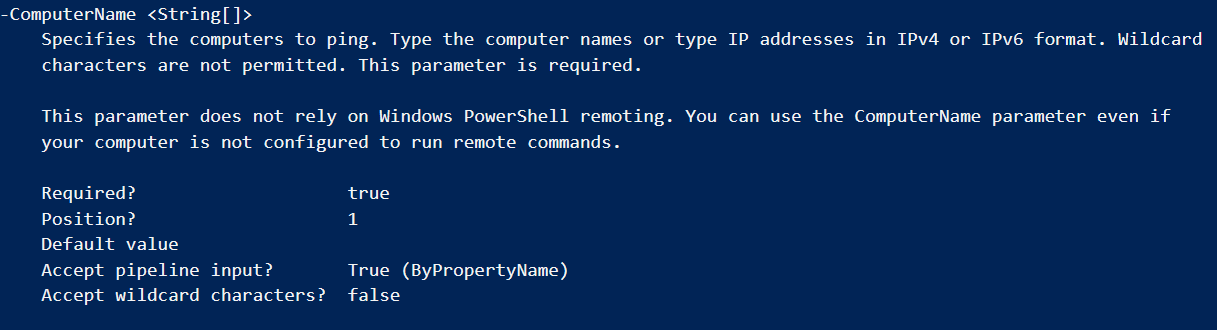 -ComputerName <String[]>
Specifies the computers to ping. Type the computer names or type IP addresses in IPv4 or IPv6 format. Wildcard
characters are not permitted. This parameter is required.
This parameter does not rely on Windows PowerShell remoting. You can use the ComputerName parameter even if
your computer is not configured to run remote commands.
Required? true
Position? 1
Default value
Accept pipeline input? True (ByPropertyName)
Accept wildcard characters? false